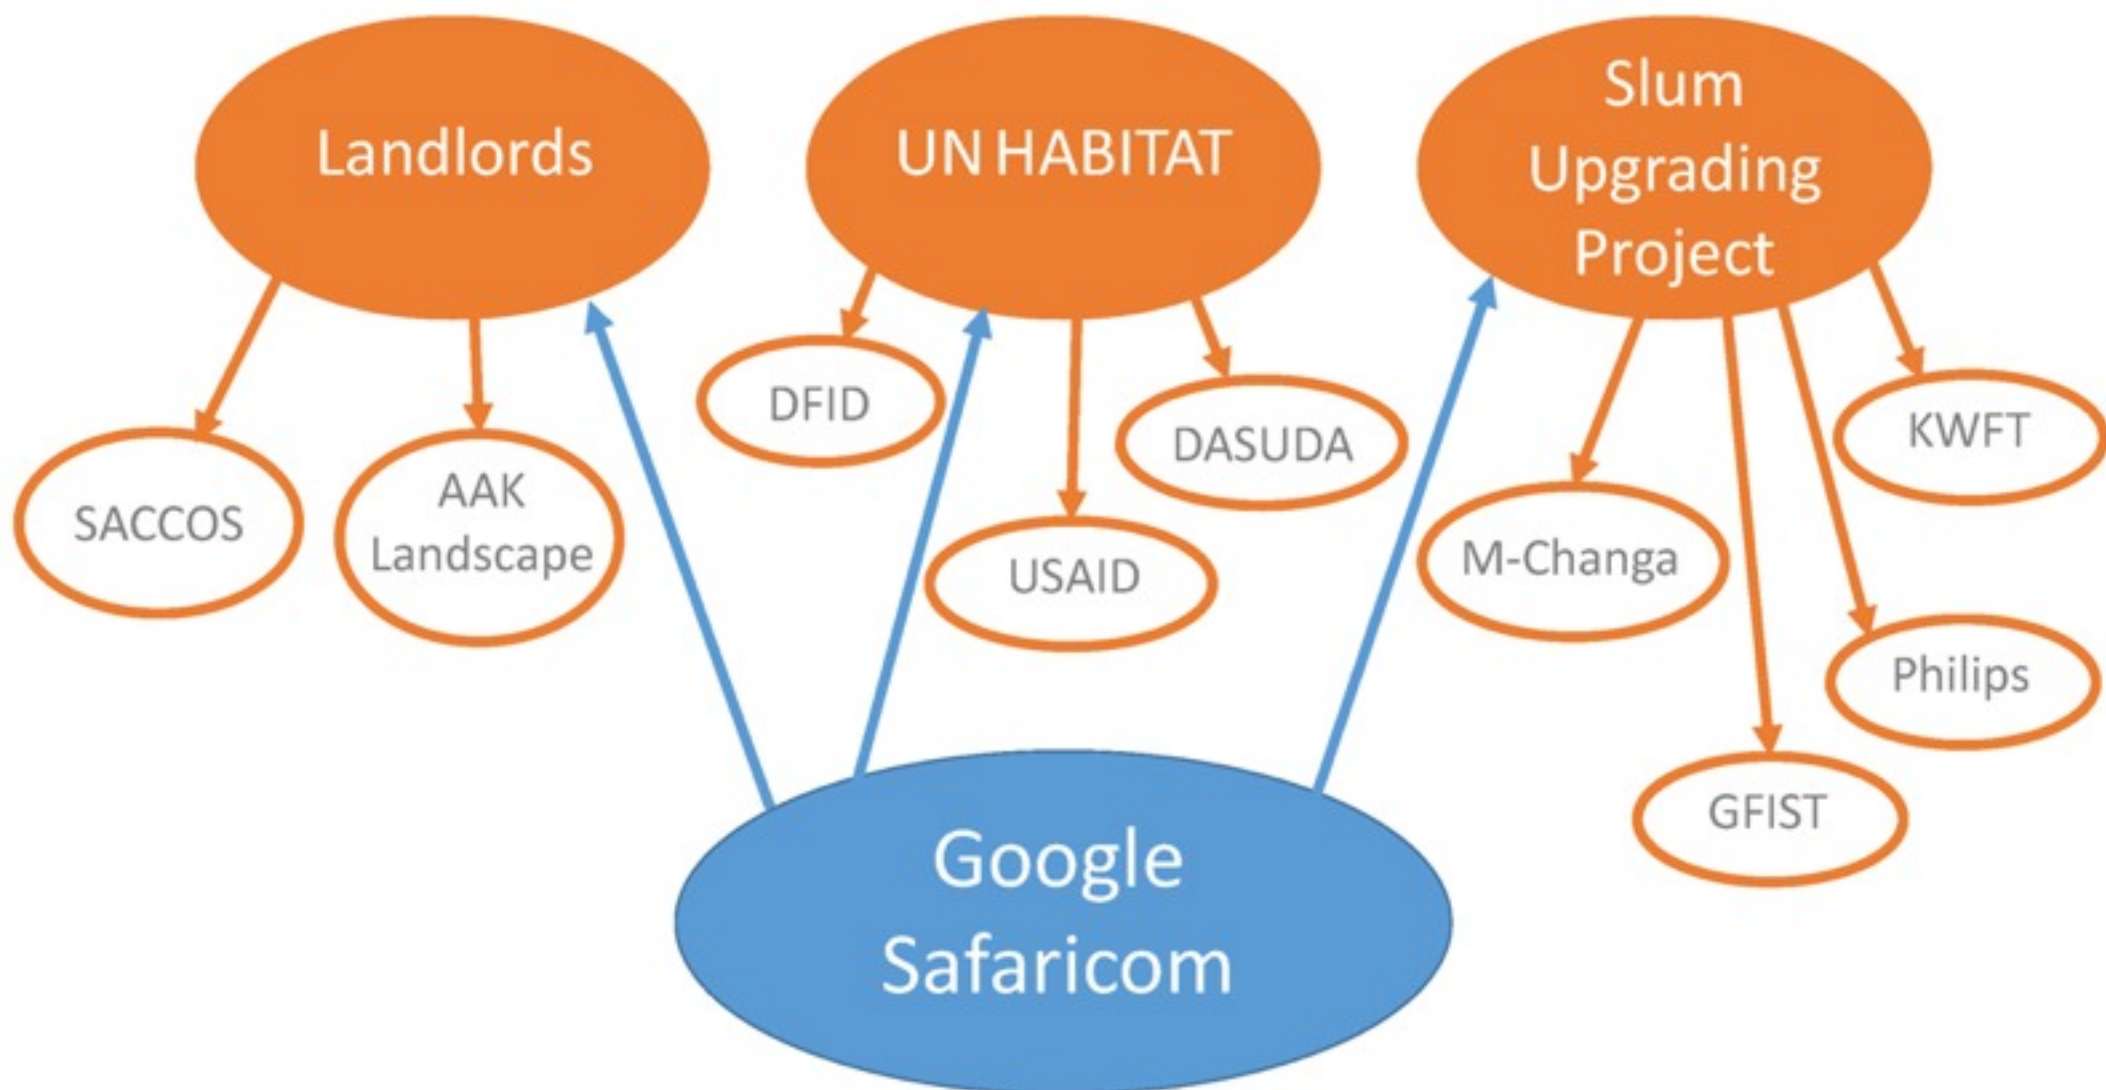 Landlords
UN HABITAT
Slum
Upgrading
Project
DFID
DASUDA
KWFT
SACCOS
AAK
Landscape
USAID
M-Changa
Philips
GFIST
Google
Safaricom